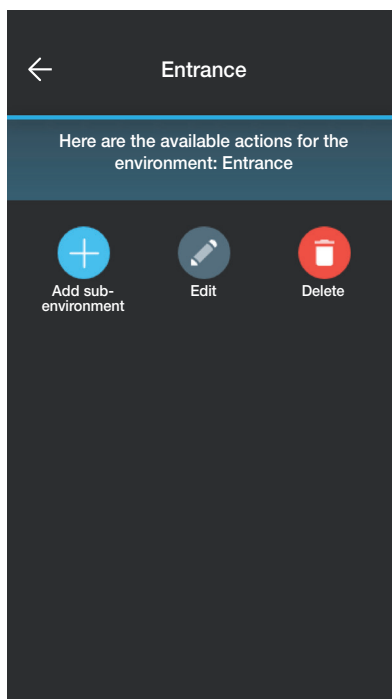 Entrance
Here are the available actions for the
environment: Entrance
Add sub-
environment
Edit
Delete